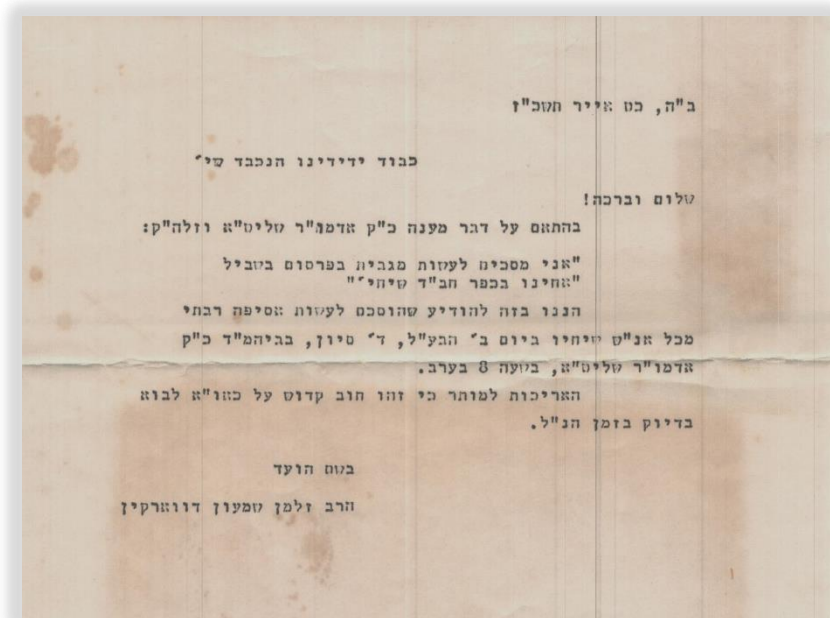 ב"ה, כט אייר תשכ"ז
כבוד ידידינו הנכבד שי׳
שלום וברכה!
בהתאם על דבר מענה כ"ק אדמו"ר שליט"א וזלה"ק:
"אני מסכים לעשות מגבית בפרסום בשביל
"אחינו בכפר חב"ד שיחי׳"
הננו בזה להודיע שהוסכם לעשות אסיפה רבתי
מכל אנ"ש שיחיו ביום ב׳ הבע"ל, ד׳ סיון, בביהמ"ד כ"ק
אדמו"ר שליט"א, בשעה 8 בערב.
האריכות למותר כי זהו חוב קדוש על כאו"א לבוא
בדיוק בזמן הנ"ל.
בשם הועד
הרב זלמן שמעון דווארקין